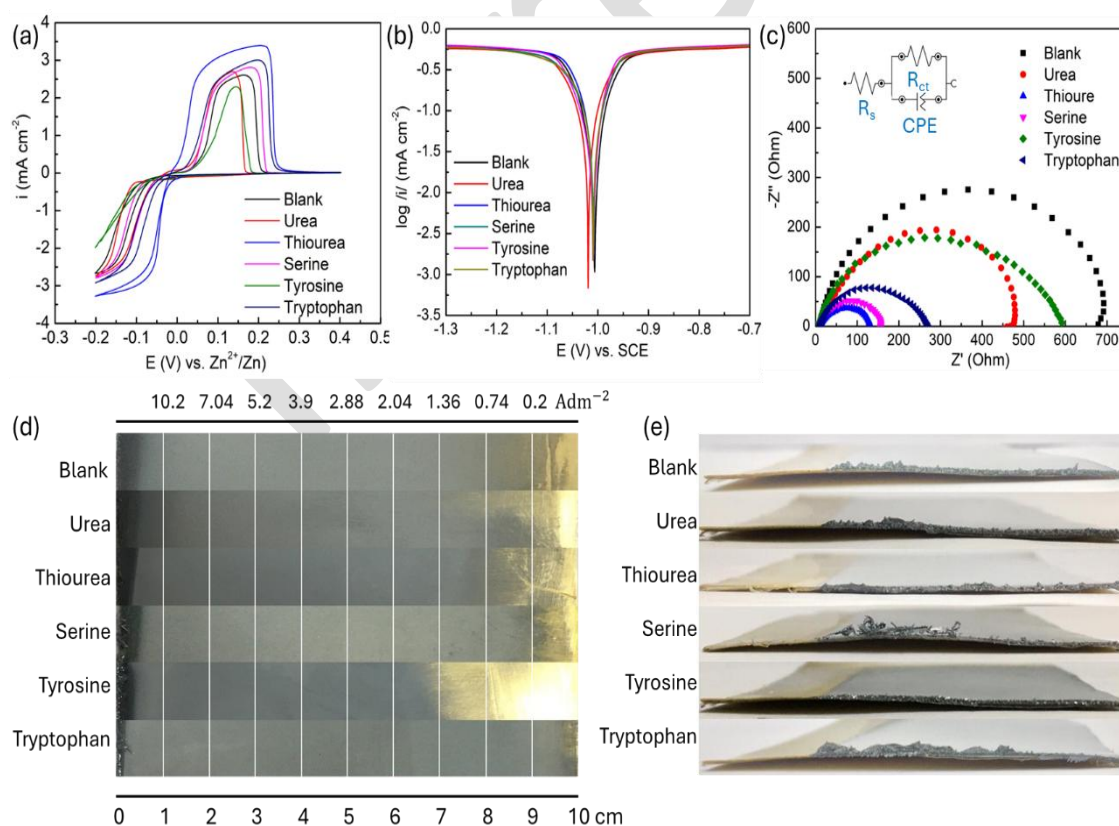 (a)
i (mA cm⁻²)
4
3
2
1
0
1
2
3
-4
-0.2
-0.1
0.0
0.1
0.2
0.3
0.4
0.5
E (V) vs. Zn²⁺/Zn)
Blank
Urea
Thiourea
Serine
Tyrosine
Tryptophan
(b)
log /i/ (mA cm⁻²)
0.0
-0.5
-1.0
-1.5
-2.0
-2.5
-3.0
-3.5
-1.3
-1.2
-1.1
-1.0
-0.9
-0.8
-0.7
E (V) vs. SCE
Blank
Urea
Thiourea
Serine
Tyrosine
Tryptophan
(c)
-Z'' (Ohm)
600
500
400
300
200
100
0
0 100 200 300 400 500 600 700
Z' (Ohm)
Rs
Rct
CPE
Blank
Urea
Thioure
Serine
Tyrosine
Tryptophan
10.2 7.04 5.2 3.9 2.88 2.04 1.36 0.74 0.2 Adm⁻²
(d)
Blank
Urea
Thiourea
Serine
Tyrosine
Tryptophan
0 1 2 3 4 5 6 7 8 9 10 cm
(e)
Blank
Urea
Thiourea
Serine
Tyrosine
Tryptophan